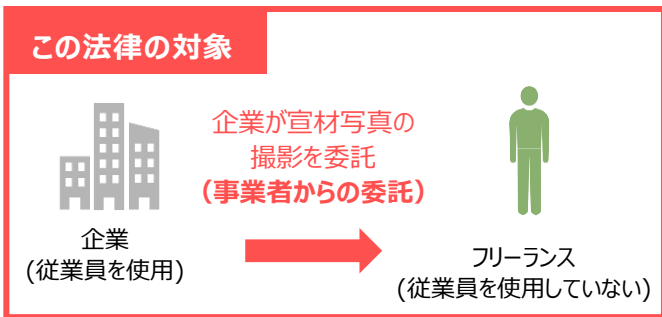 この法律の対象
企業が宣材写真の
撮影を委託
（事業者からの委託）
企業
(従業員を使用)
フリーランス
(従業員を使用していない)